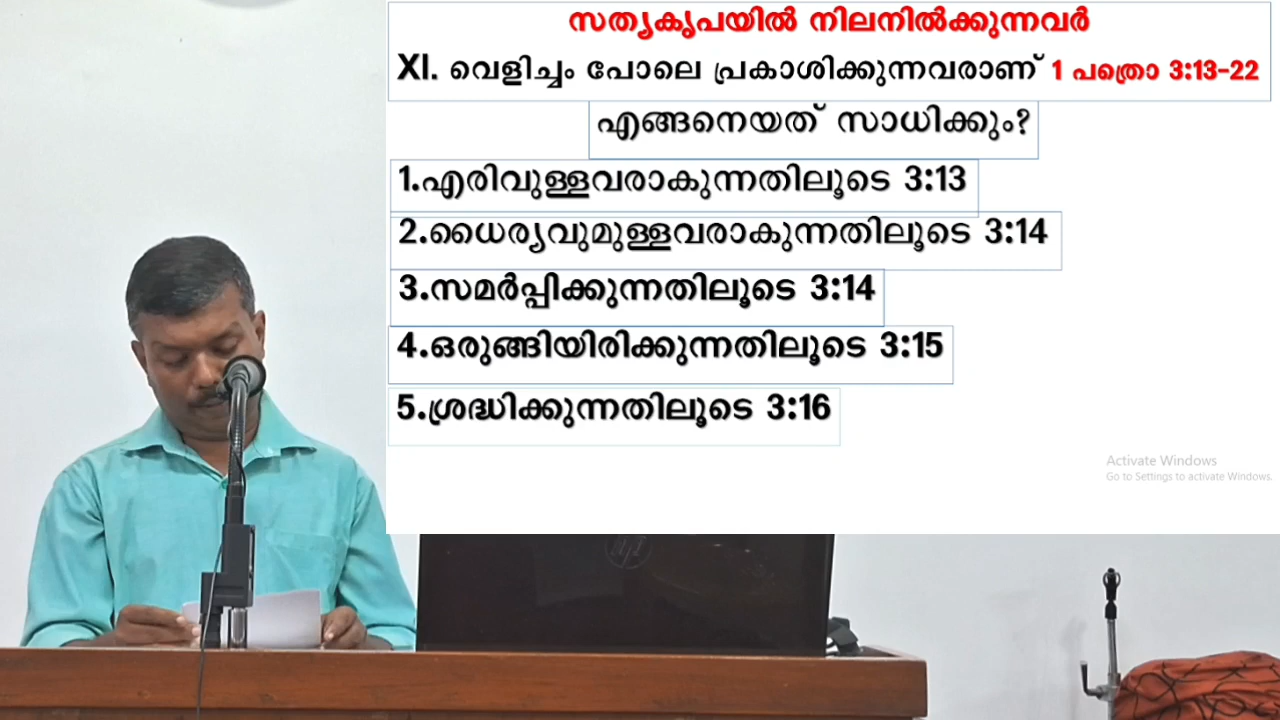 സത്യകൃപയിൽ നിലനിൽക്കുന്നവർ
XI. വെളിച്ചം പോലെ പ്രകാശിക്കുന്നവരാണ് 1 പത്രൊ 3:13-22
എങ്ങനെയത് സാധിക്കും?
1.എരിവുള്ളവരാകുന്നതിലൂടെ 3:13
2.ധൈര്യവുമുള്ളവരാകുന്നതിലൂടെ 3:14
3.സമർപ്പിക്കുന്നതിലൂടെ 3:14
4.ഒരുങ്ങിയിരിക്കുന്നതിലൂടെ 3:15
5.ശ്രദ്ധിക്കുന്നതിലൂടെ 3:16
Activate Windows
Go to Settings to activate Windows.
hp